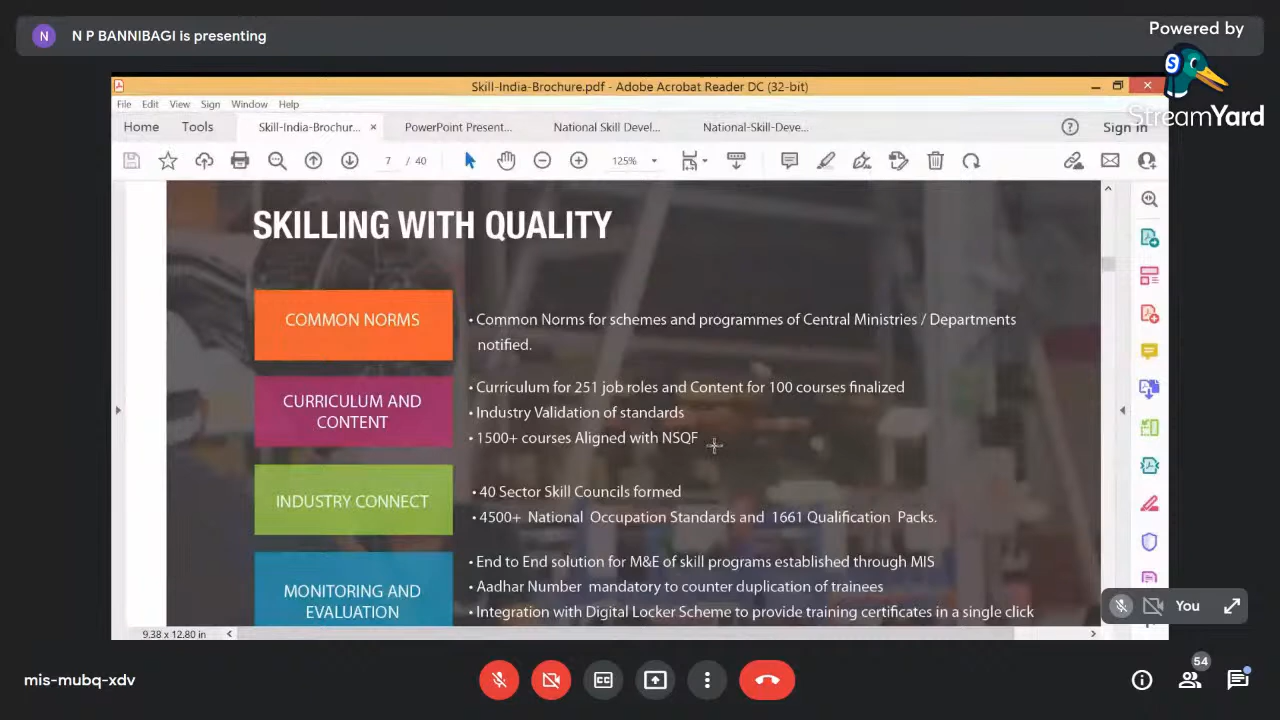 N
N P BANNIBAGI is presenting
Powered by
S
StreamYard
Skill-India-Brochure.pdf - Adobe Acrobat Reader DC (32-bit)
File Edit View Sign Window Help
Home Tools Skill-India-Brochur... × PowerPoint Present... National Skill Devel... National-Skill-Deve... Sign In
7 / 40 125%
SKILLING WITH QUALITY
COMMON NORMS
• Common Norms for schemes and programmes of Central Ministries / Departments
notified.
CURRICULUM AND
CONTENT
• Curriculum for 251 job roles and Content for 100 courses finalized
• Industry Validation of standards
• 1500+ courses Aligned with NSQF
INDUSTRY CONNECT
• 40 Sector Skill Councils formed
• 4500+ National Occupation Standards and 1661 Qualification Packs.
MONITORING AND
EVALUATION
• End to End solution for M&E of skill programs established through MIS
• Aadhar Number mandatory to counter duplication of trainees
• Integration with Digital Locker Scheme to provide training certificates in a single click
You
9.38 x 12.80 in
mis-mubq-xdv
54